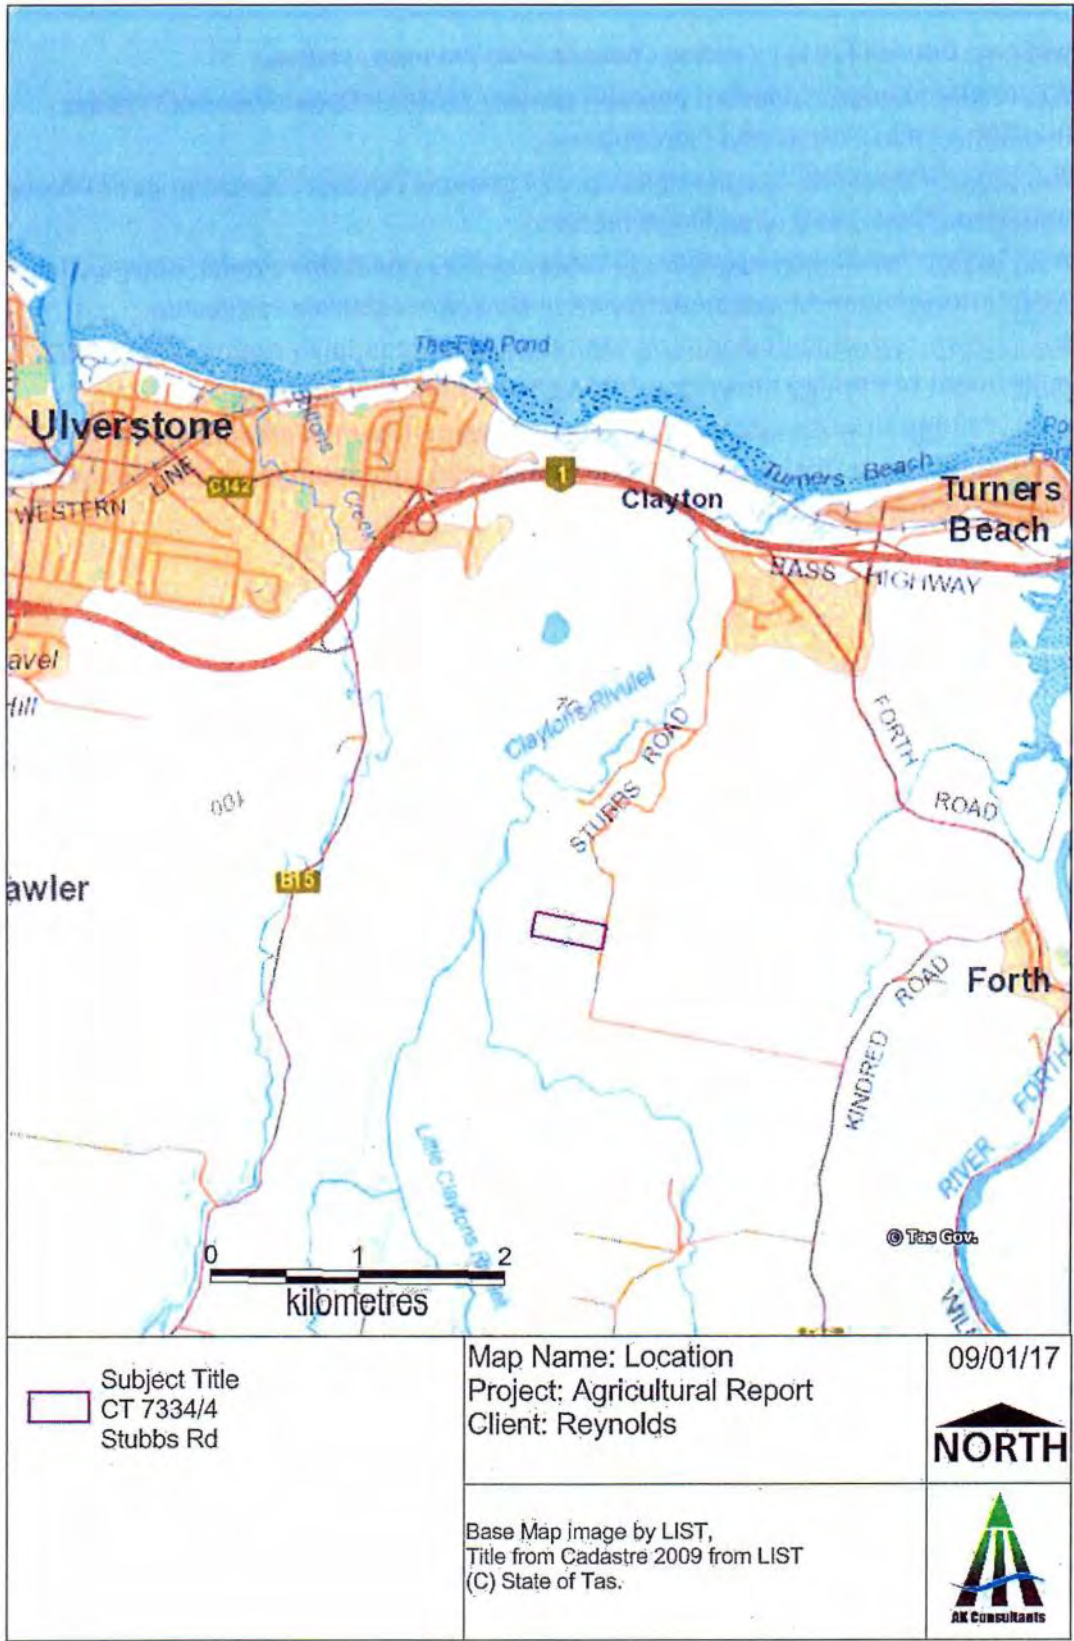 The Fish Pond
Ulverstone
Buttons
Creek
WESTERN LINE
C142
1
Clayton
Turners Beach
Turners
Beach
BASS HIGHWAY
avel
Hill
Claytons Rivulet
STUBBS ROAD
FORTH
ROAD
100
awler
B15
Forth
KINDRED ROAD
FORTH
RIVER
Little Claytons Rivulet
© Tas Gov.
0 1 2
kilometres
Subject Title
CT 7334/4
Stubbs Rd
Map Name: Location
Project: Agricultural Report
Client: Reynolds
09/01/17
NORTH
Base Map image by LIST,
Title from Cadastre 2009 from LIST
(C) State of Tas.
AK Consultants